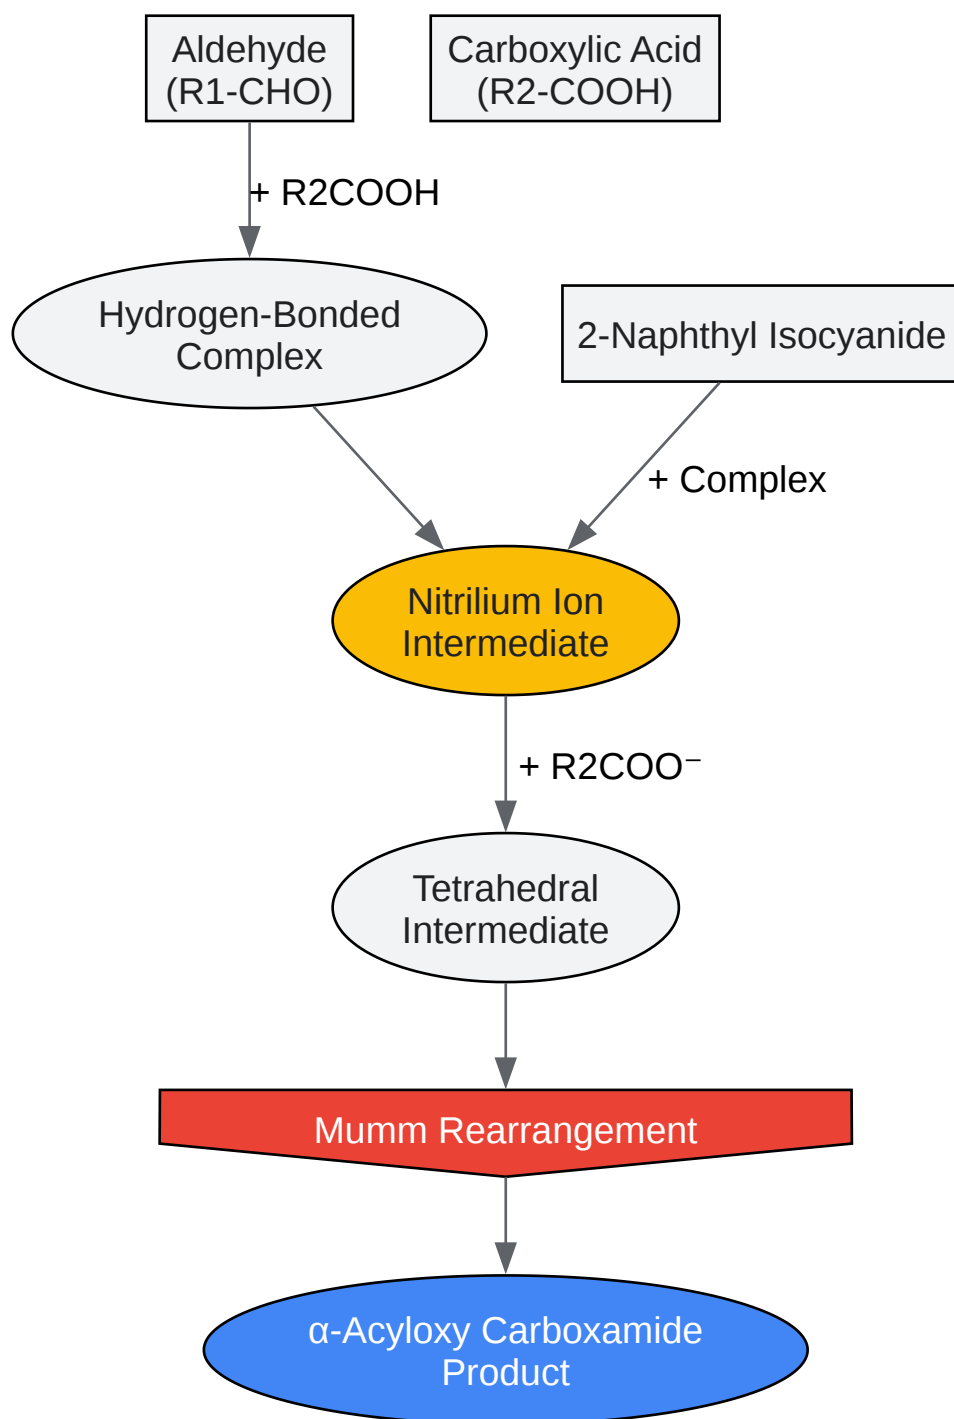 Aldehyde
(R1-CHO)
Carboxylic Acid
(R2-COOH)
+ R2COOH
Hydrogen-Bonded
Complex
2-Naphthyl Isocyanide
+ Complex
Nitrilium Ion
Intermediate
+ R2COO⁻
Tetrahedral
Intermediate
Mumm Rearrangement
α-Acyloxy Carboxamide
Product